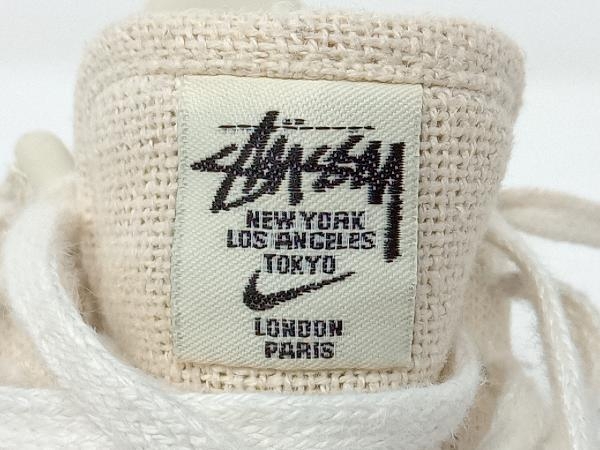 Stüssy
NEW YORK
LOS ANGELES
TOKYO
LONDON
PARIS